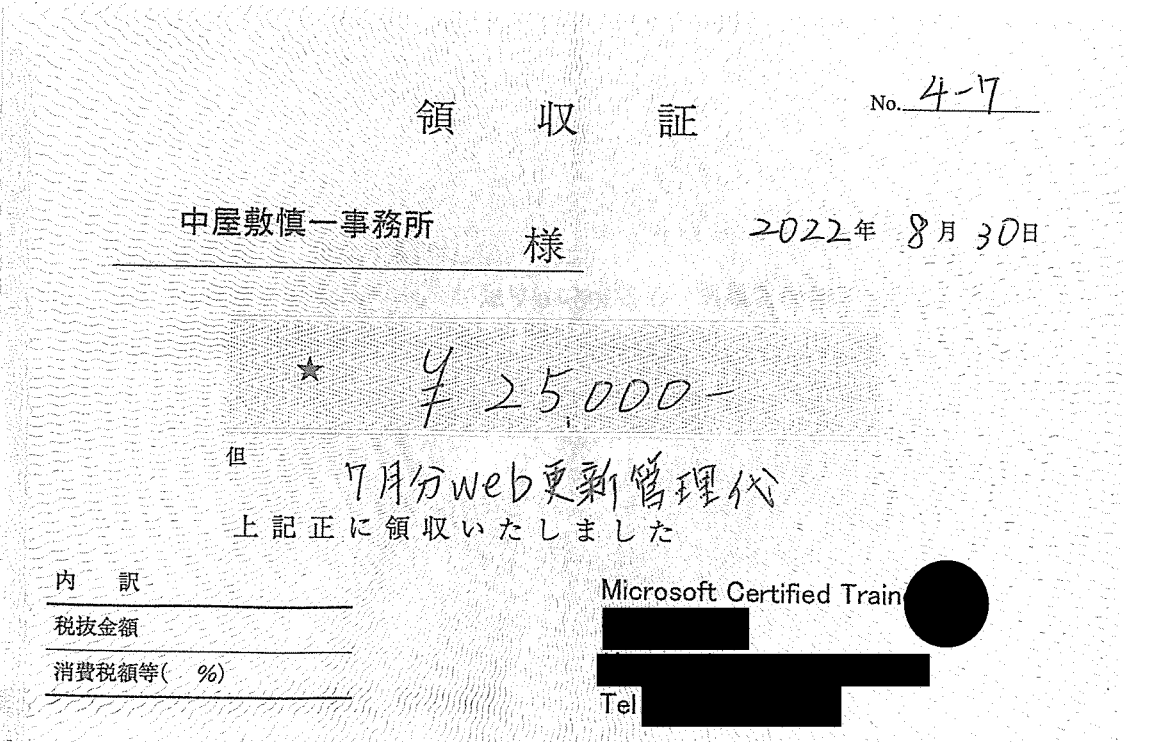 No. 4-7
領収証
中屋敷慎一事務所 様
2022年 8月 30日
★ ¥25,000-
但 7月分web更新管理代
上記正に領収いたしました
内訳
税抜金額
消費税額等( %)
Microsoft Certified Train
Tel